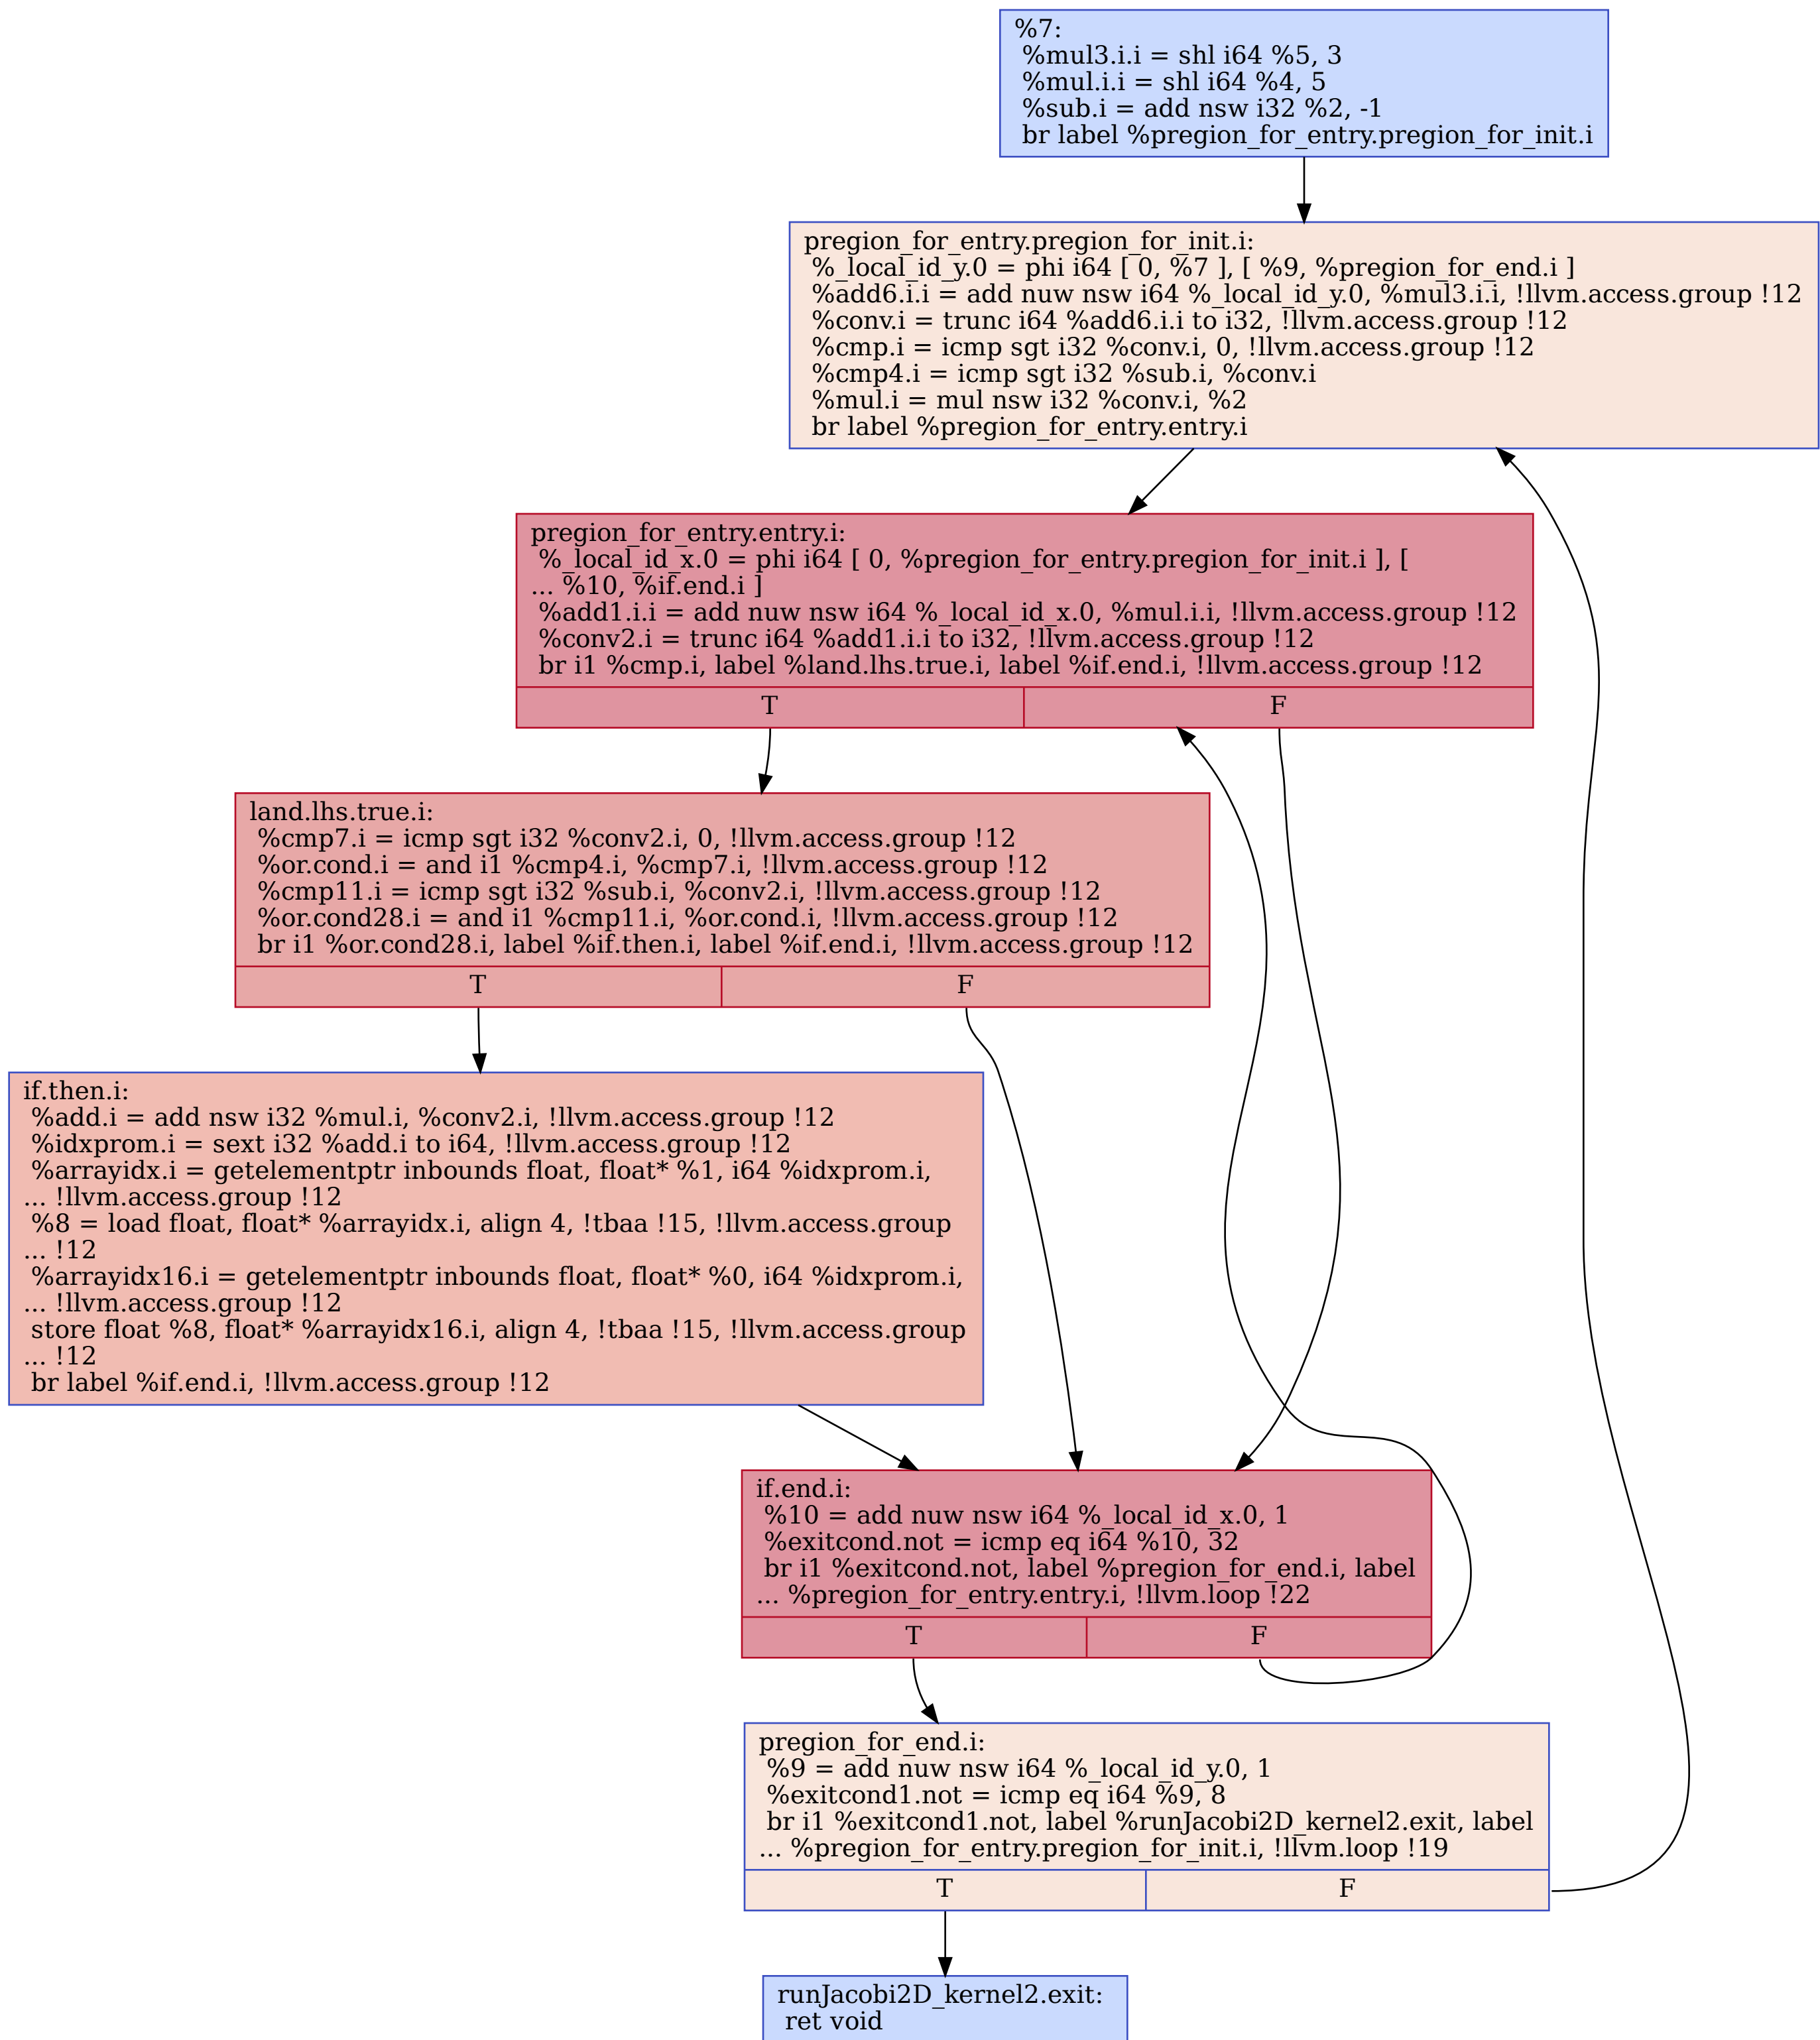 %7:
%mul3.i.i = shl i64 %5, 3
%mul.i.i = shl i64 %4, 5
%sub.i = add nsw i32 %2, -1
br label %pregion_for_entry.pregion_for_init.i
pregion_for_entry.pregion_for_init.i:
%_local_id_y.0 = phi i64 [ 0, %7 ], [ %9, %pregion_for_end.i ]
%add6.i.i = add nuw nsw i64 %_local_id_y.0, %mul3.i.i, !llvm.access.group !12
%conv.i = trunc i64 %add6.i.i to i32, !llvm.access.group !12
%cmp.i = icmp sgt i32 %conv.i, 0, !llvm.access.group !12
%cmp4.i = icmp sgt i32 %sub.i, %conv.i
%mul.i = mul nsw i32 %conv.i, %2
br label %pregion_for_entry.entry.i
pregion_for_entry.entry.i:
%_local_id_x.0 = phi i64 [ 0, %pregion_for_entry.pregion_for_init.i ], [
... %10, %if.end.i ]
%add1.i.i = add nuw nsw i64 %_local_id_x.0, %mul.i.i, !llvm.access.group !12
%conv2.i = trunc i64 %add1.i.i to i32, !llvm.access.group !12
br i1 %cmp.i, label %land.lhs.true.i, label %if.end.i, !llvm.access.group !12
T F
land.lhs.true.i:
%cmp7.i = icmp sgt i32 %conv2.i, 0, !llvm.access.group !12
%or.cond.i = and i1 %cmp4.i, %cmp7.i, !llvm.access.group !12
%cmp11.i = icmp sgt i32 %sub.i, %conv2.i, !llvm.access.group !12
%or.cond28.i = and i1 %cmp11.i, %or.cond.i, !llvm.access.group !12
br i1 %or.cond28.i, label %if.then.i, label %if.end.i, !llvm.access.group !12
T F
if.then.i:
%add.i = add nsw i32 %mul.i, %conv2.i, !llvm.access.group !12
%idxprom.i = sext i32 %add.i to i64, !llvm.access.group !12
%arrayidx.i = getelementptr inbounds float, float* %1, i64 %idxprom.i,
... !llvm.access.group !12
%8 = load float, float* %arrayidx.i, align 4, !tbaa !15, !llvm.access.group
... !12
%arrayidx16.i = getelementptr inbounds float, float* %0, i64 %idxprom.i,
... !llvm.access.group !12
store float %8, float* %arrayidx16.i, align 4, !tbaa !15, !llvm.access.group
... !12
br label %if.end.i, !llvm.access.group !12
if.end.i:
%10 = add nuw nsw i64 %_local_id_x.0, 1
%exitcond.not = icmp eq i64 %10, 32
br i1 %exitcond.not, label %pregion_for_end.i, label
... %pregion_for_entry.entry.i, !llvm.loop !22
T F
pregion_for_end.i:
%9 = add nuw nsw i64 %_local_id_y.0, 1
%exitcond1.not = icmp eq i64 %9, 8
br i1 %exitcond1.not, label %runJacobi2D_kernel2.exit, label
... %pregion_for_entry.pregion_for_init.i, !llvm.loop !19
T F
runJacobi2D_kernel2.exit:
ret void